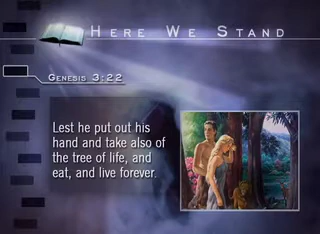 Here We Stand
Genesis 3:22
Lest he put out his
hand and take also of
the tree of life, and
eat, and live forever.